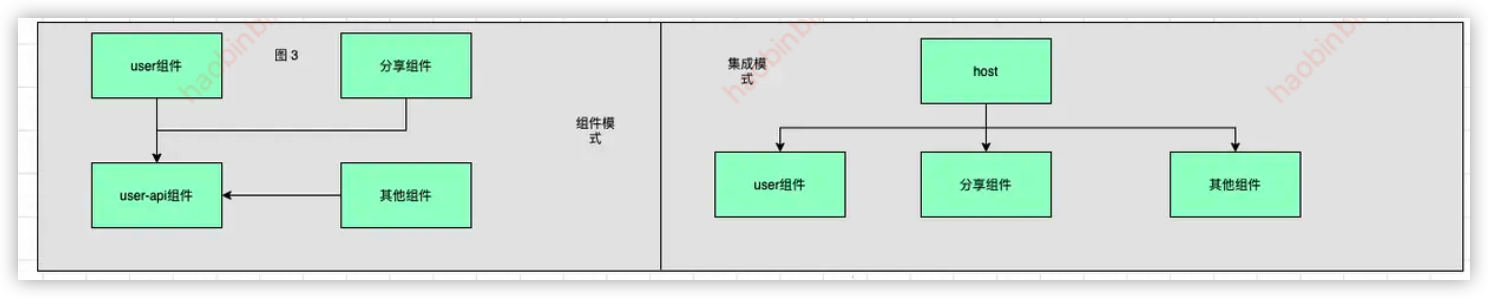 user组件
图 3
分享组件
组件模
式
user-api组件
其他组件
集成模
式
host
user组件
分享组件
其他组件
haobinbi
haobinbi
haobinbi